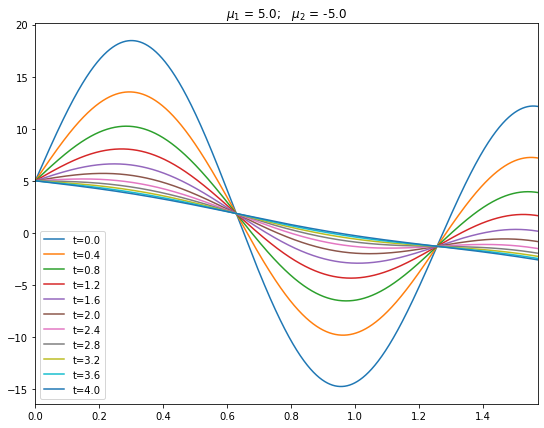 μ₁ = 5.0;   μ₂ = -5.0
20
15
10
5
0
−5
−10
−15
t=0.0
t=0.4
t=0.8
t=1.2
t=1.6
t=2.0
t=2.4
t=2.8
t=3.2
t=3.6
t=4.0
0.0 0.2 0.4 0.6 0.8 1.0 1.2 1.4